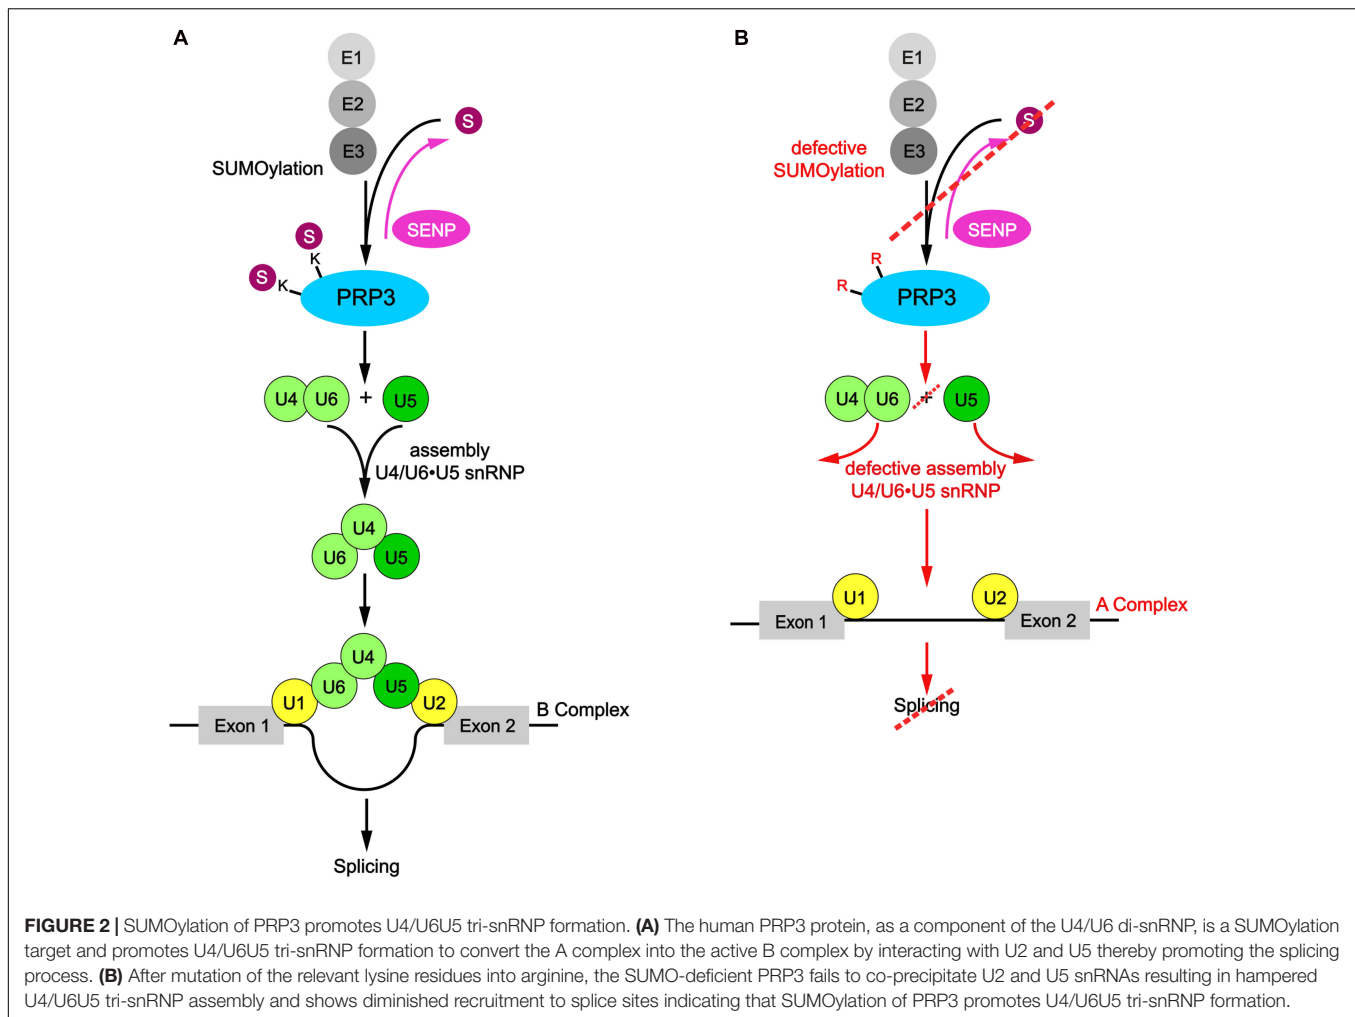 A
E1
E2
E3
S
SUMOylation
SENP
S
K
S
K
PRP3
U4
U6
+
U5
assembly
U4/U6•U5 snRNP
U4
U6
U5
U4
U6
U5
U1
U2
Exon 1
Exon 2
B Complex
Splicing
B
E1
E2
E3
S
defective
SUMOylation
SENP
R
R
PRP3
U4
U6
+
U5
defective assembly
U4/U6•U5 snRNP
U1
U2
Exon 1
Exon 2
A Complex
Splicing
FIGURE 2 | SUMOylation of PRP3 promotes U4/U6U5 tri-snRNP formation. (A) The human PRP3 protein, as a component of the U4/U6 di-snRNP, is a SUMOylation
target and promotes U4/U6U5 tri-snRNP formation to convert the A complex into the active B complex by interacting with U2 and U5 thereby promoting the splicing
process. (B) After mutation of the relevant lysine residues into arginine, the SUMO-deficient PRP3 fails to co-precipitate U2 and U5 snRNAs resulting in hampered
U4/U6U5 tri-snRNP assembly and shows diminished recruitment to splice sites indicating that SUMOylation of PRP3 promotes U4/U6U5 tri-snRNP formation.